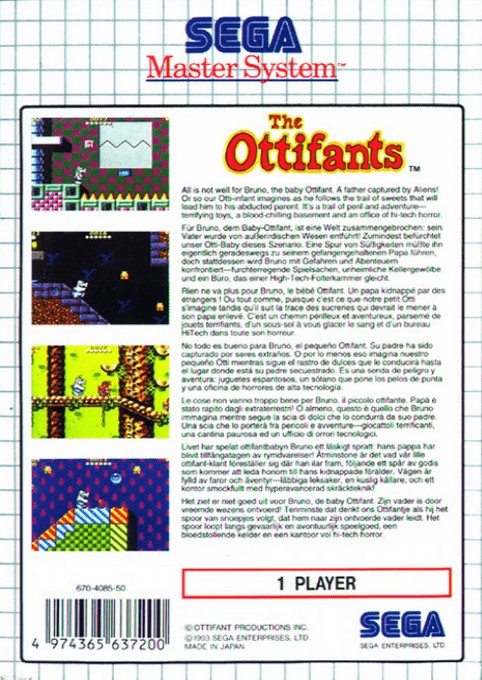 SEGA
Master System™
The
Ottifants™
All is not well for Bruno, the baby Ottifant. A father captured by Aliens!
Or so our Otti-infant imagines as he follows the trail of sweets that will
lead him to his abducted parent. It's a trail of peril and adventure—
terrifying toys, a blood-chilling basement and an office of hi-tech horror.
Für Bruno, dem Baby-Ottifant, ist eine Welt zusammengebrochen: sein
Vater wurde von außerirdischen Wesen entführt! Zumindest befürchtet
unser Otti-Baby dieses Szenario. Eine Spur von Süßigkeiten müßte ihn
eigentlich geradeswegs zu seinem gefangengehaltenen Papa führen,
doch stattdessen wird Bruno mit Gefahren und Abenteuern
konfrontiert—furchterregende Spielsachen, unheimliche Kellergewölbe
und ein Büro, das einer High-Tech-Folterkammer gleicht.
Rien ne va plus pour Bruno, le bébé Ottifant. Un papa kidnappé par des
étrangers ! Ou tout comme, puisque c'est ce que notre petit Otti
s'imagine tandis qu'il suit la trace des sucreries qui devrait le mener à
son papa enlevé. C'est un chemin périlleux et aventureux, parsemé de
jouets terrifiants, d'un sous-sol à vous glacer le sang et d'un bureau
HiTech dans toute son horreur.
No todo es bueno para Bruno, el pequeño Ottifant. Su padre ha sido
capturado por seres extraños. O por lo menos eso imagina nuestro
pequeño Otti mientras sigue el rastro de dulces que le conducirá hasta
el lugar donde está su padre secuestrado. Es una senda de peligro y
aventura: juguetes espantosos, un sótano que pone los pelos de punta
y una oficina de horrores de alta tecnología.
Le cose non vanno troppo bene per Bruno, il piccolo ottifante. Papà è
stato rapito dagli extraterrestri! O almeno, questo è quello che Bruno
immagina mentre segue la scia di dolci che lo condurrà da suo padre.
Una scia che lo porterà fra pericoli e avventure—giocattoli terrificanti,
una cantina paurosa ed un ufficio di orrori tecnologici.
Livet har spelat ottifantbabyn Bruno ett låskigt spratt: hans pappa har
blivit tillfångatagen av rymdvarelser! Åtminstone är det vad vår lille
ottifant-klant föreställer sig där han ilar fram, följande ett spår av godis
som kommer att leda honom till hans kidnappade förälder. Vägen är
fylld av faror och äventyr—läbbiga leksaker, en kuslig källare, och ett
kontor smockfullt med hyperavancerad skräckteknik!
Het ziet er niet goed uit voor Bruno, de baby Ottifant. Zijn vader is door
vreemde wezens ontvoerd! Tenminste dat denkt ons Ottifantje als hij het
spoor van snoepjes volgt, dat hem naar zijn ontvoerde vader leidt. Het
spoor loopt langs gevaarlijk en avontuurlijk speelgoed, een
bloedstollende kelder en een kantoor vol hi-tech horror.
1 PLAYER
670-4085-50
4 974365 637200
© OTTIFANT PRODUCTIONS INC.
© 1993 SEGA ENTERPRISES, LTD.
MADE IN JAPAN
SEGA
SEGA ENTERPRISES, LTD